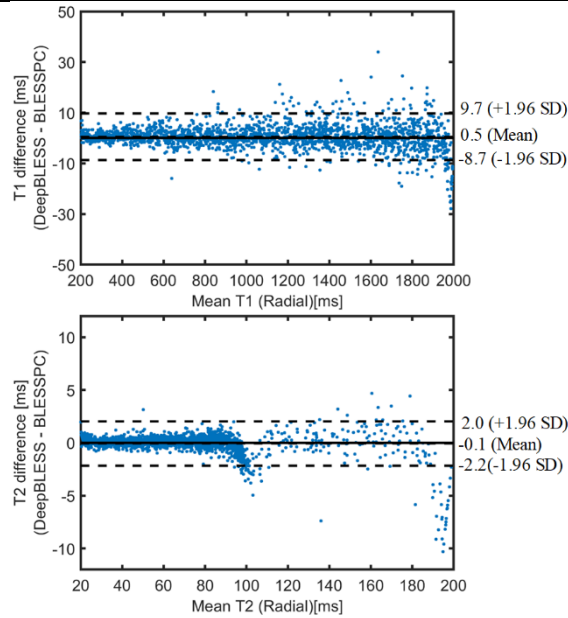 50
30
10
-10
-30
-50
T1 difference [ms]
(DeepBLESS - BLESSPC)
9.7 (+1.96 SD)
0.5 (Mean)
-8.7 (-1.96 SD)
200 400 600 800 1000 1200 1400 1600 1800 2000
Mean T1 (Radial)[ms]
10
5
0
-5
-10
T2 difference [ms]
(DeepBLESS - BLESSPC)
2.0 (+1.96 SD)
-0.1 (Mean)
-2.2(-1.96 SD)
20 40 60 80 100 120 140 160 180 200
Mean T2 (Radial)[ms]